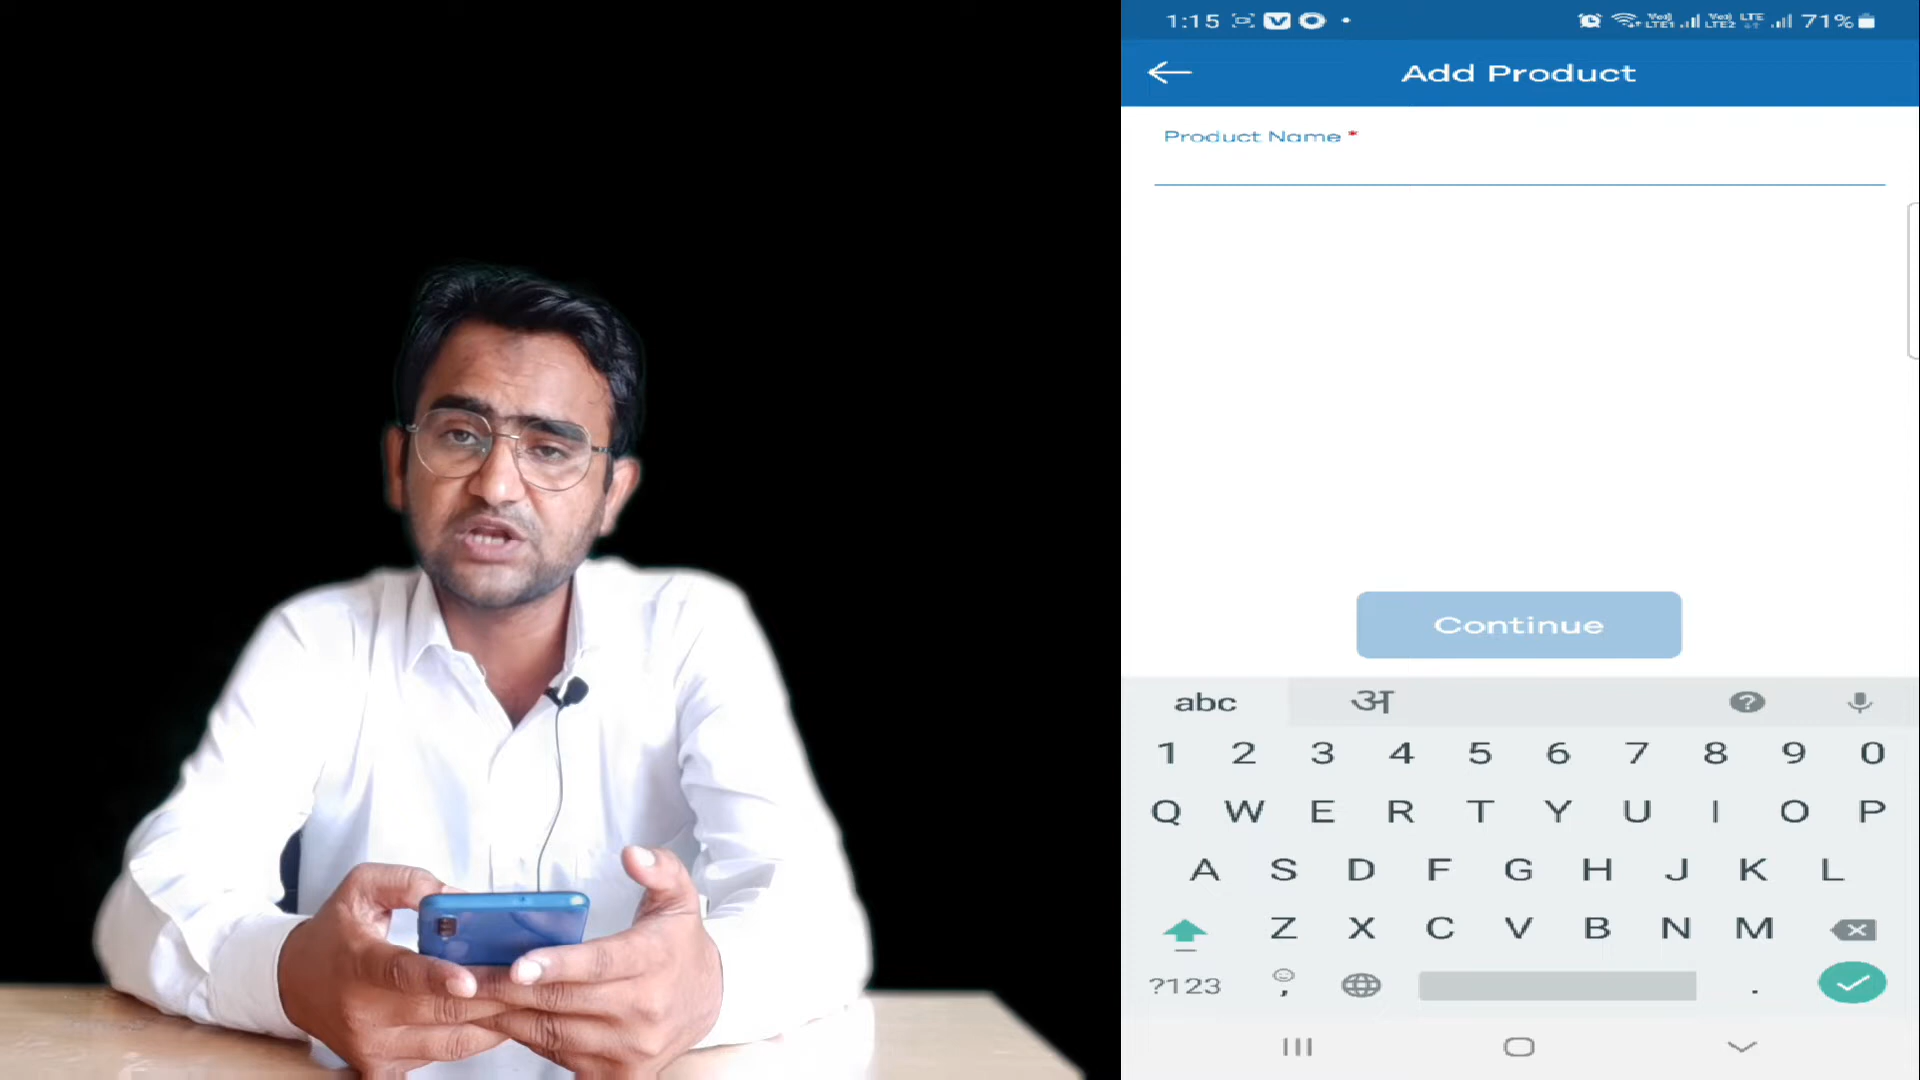 1:15 71%
Add Product
Product Name *
Continue
abc अ
1 2 3 4 5 6 7 8 9 0
Q W E R T Y U I O P
A S D F G H J K L
Z X C V B N M
?123 , .